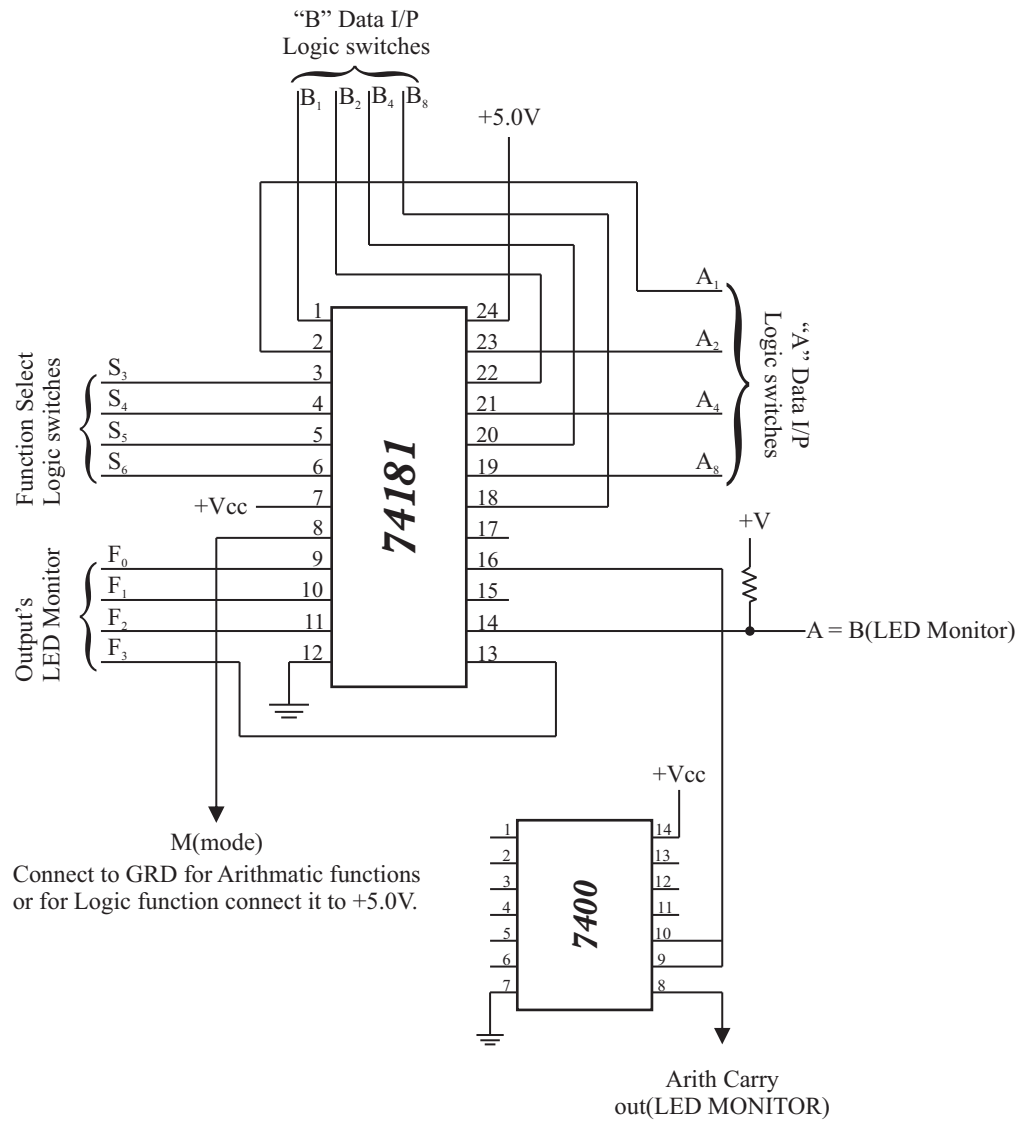 “B” Data I/P
Logic switches
B₁ B₂ B₄ B₈
+5.0V
A₁
A₂
A₄
A₈
“A” Data I/P
Logic switches
Function Select
Logic switches
S₃
S₄
S₅
S₆
+Vcc
Output's
LED Monitor
F₀
F₁
F₂
F₃
1
2
3
4
5
6
7
8
9
10
11
12
74181
24
23
22
21
20
19
18
17
16
15
14
13
+V
A = B(LED Monitor)
M(mode)
Connect to GRD for Arithmatic functions
or for Logic function connect it to +5.0V.
+Vcc
1
2
3
4
5
6
7
7400
14
13
12
11
10
9
8
Arith Carry
out(LED MONITOR)